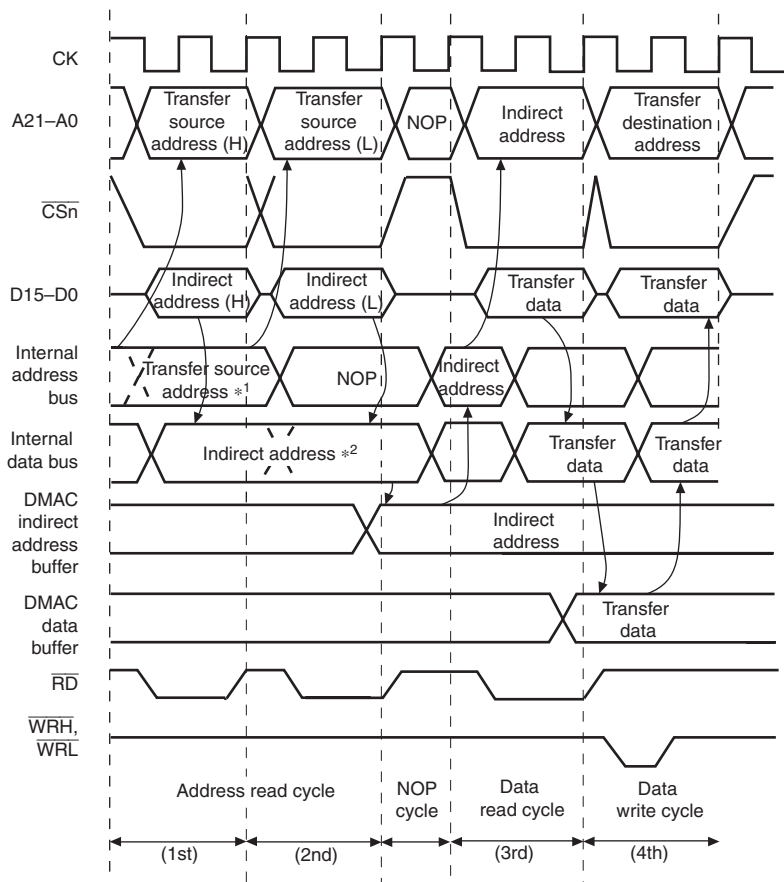 CK
A21–A0
Transfer
source
address (H)
Transfer
source
address (L)
NOP
Indirect
address
Transfer
destination
address
CSn
D15–D0
Indirect
address (H)
Indirect
address (L)
Transfer
data
Transfer
data
Internal
address
bus
Transfer source
address *1
NOP
Indirect
address
Internal
data bus
Indirect address *2
Transfer
data
Transfer
data
DMAC
indirect
address
buffer
Indirect
address
DMAC
data
buffer
Transfer
data
RD
WRH,
WRL
Address read cycle
NOP
cycle
Data
read cycle
Data
write cycle
(1st)
(2nd)
(3rd)
(4th)